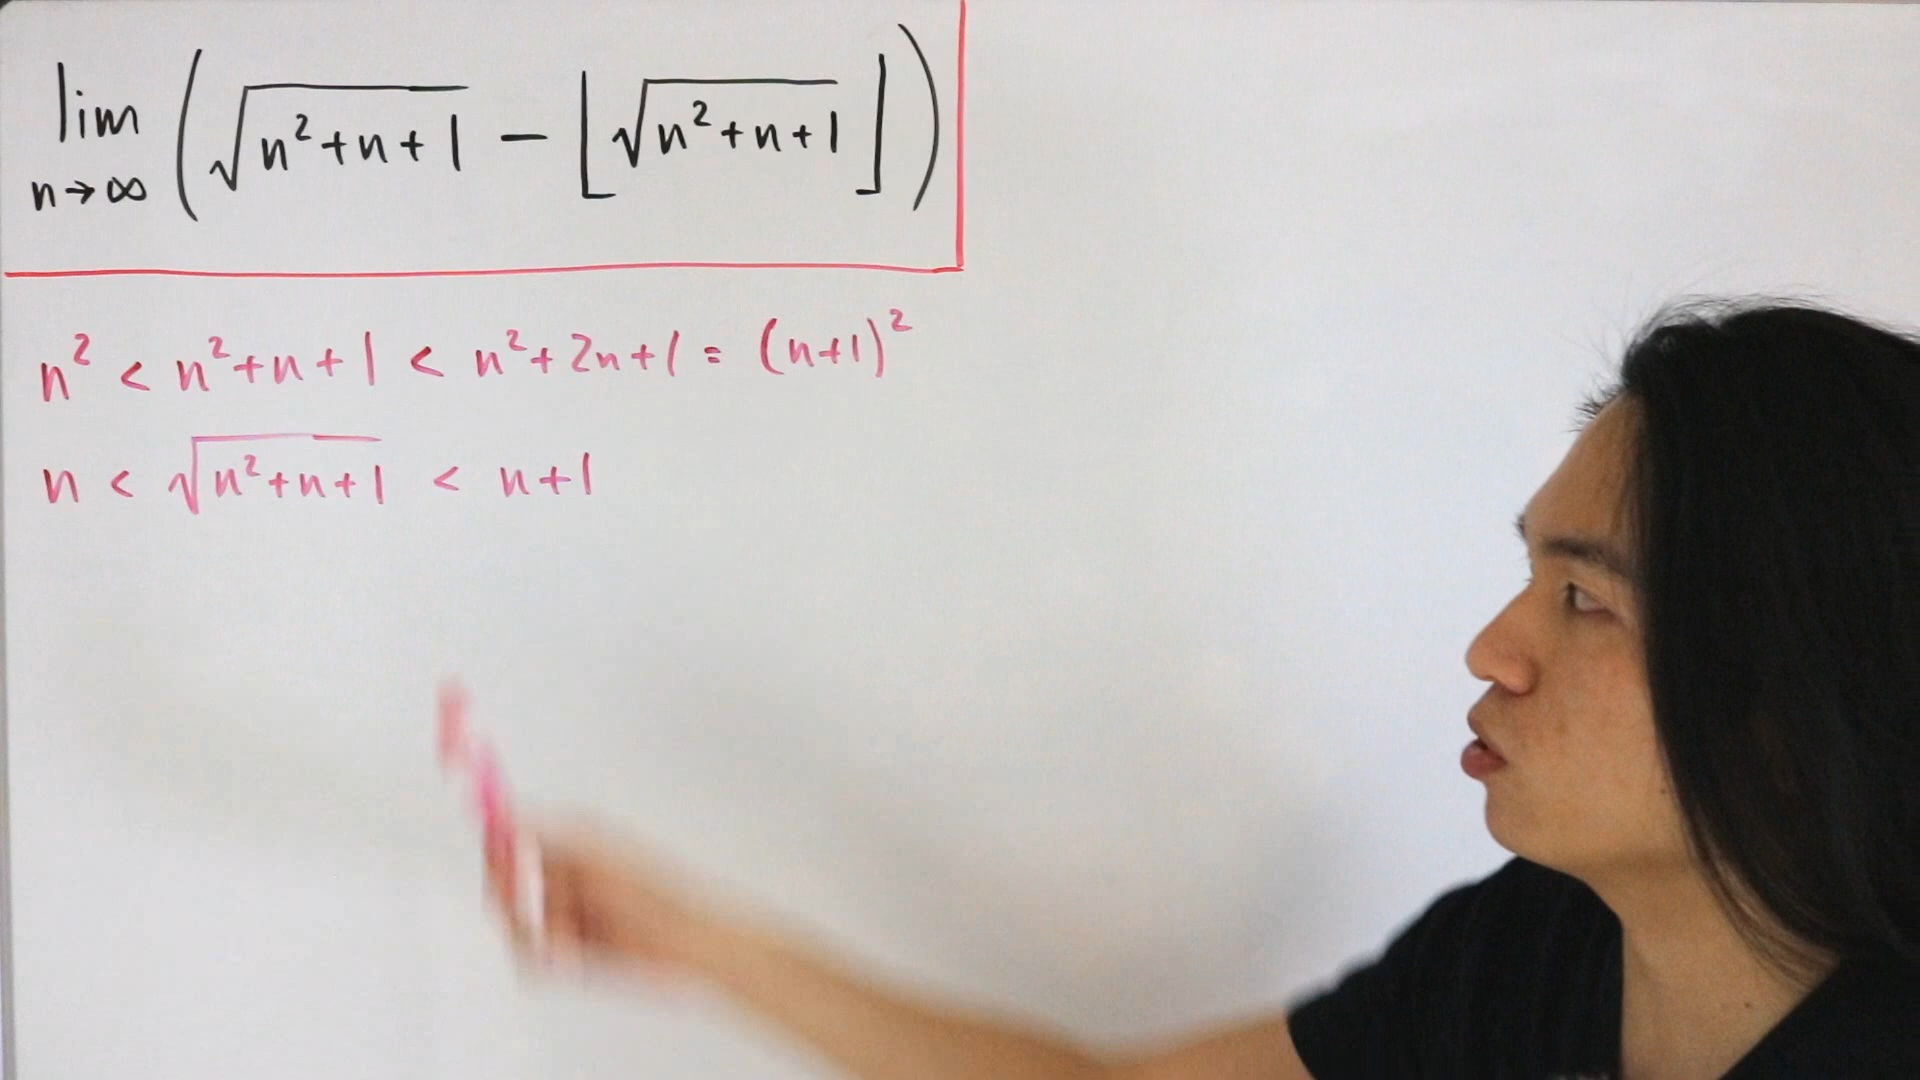 lim n→∞ (√(n²+n+1) − ⌊√(n²+n+1)⌋)
n² < n²+n+1 < n²+2n+1 = (n+1)²
n < √(n²+n+1) < n+1